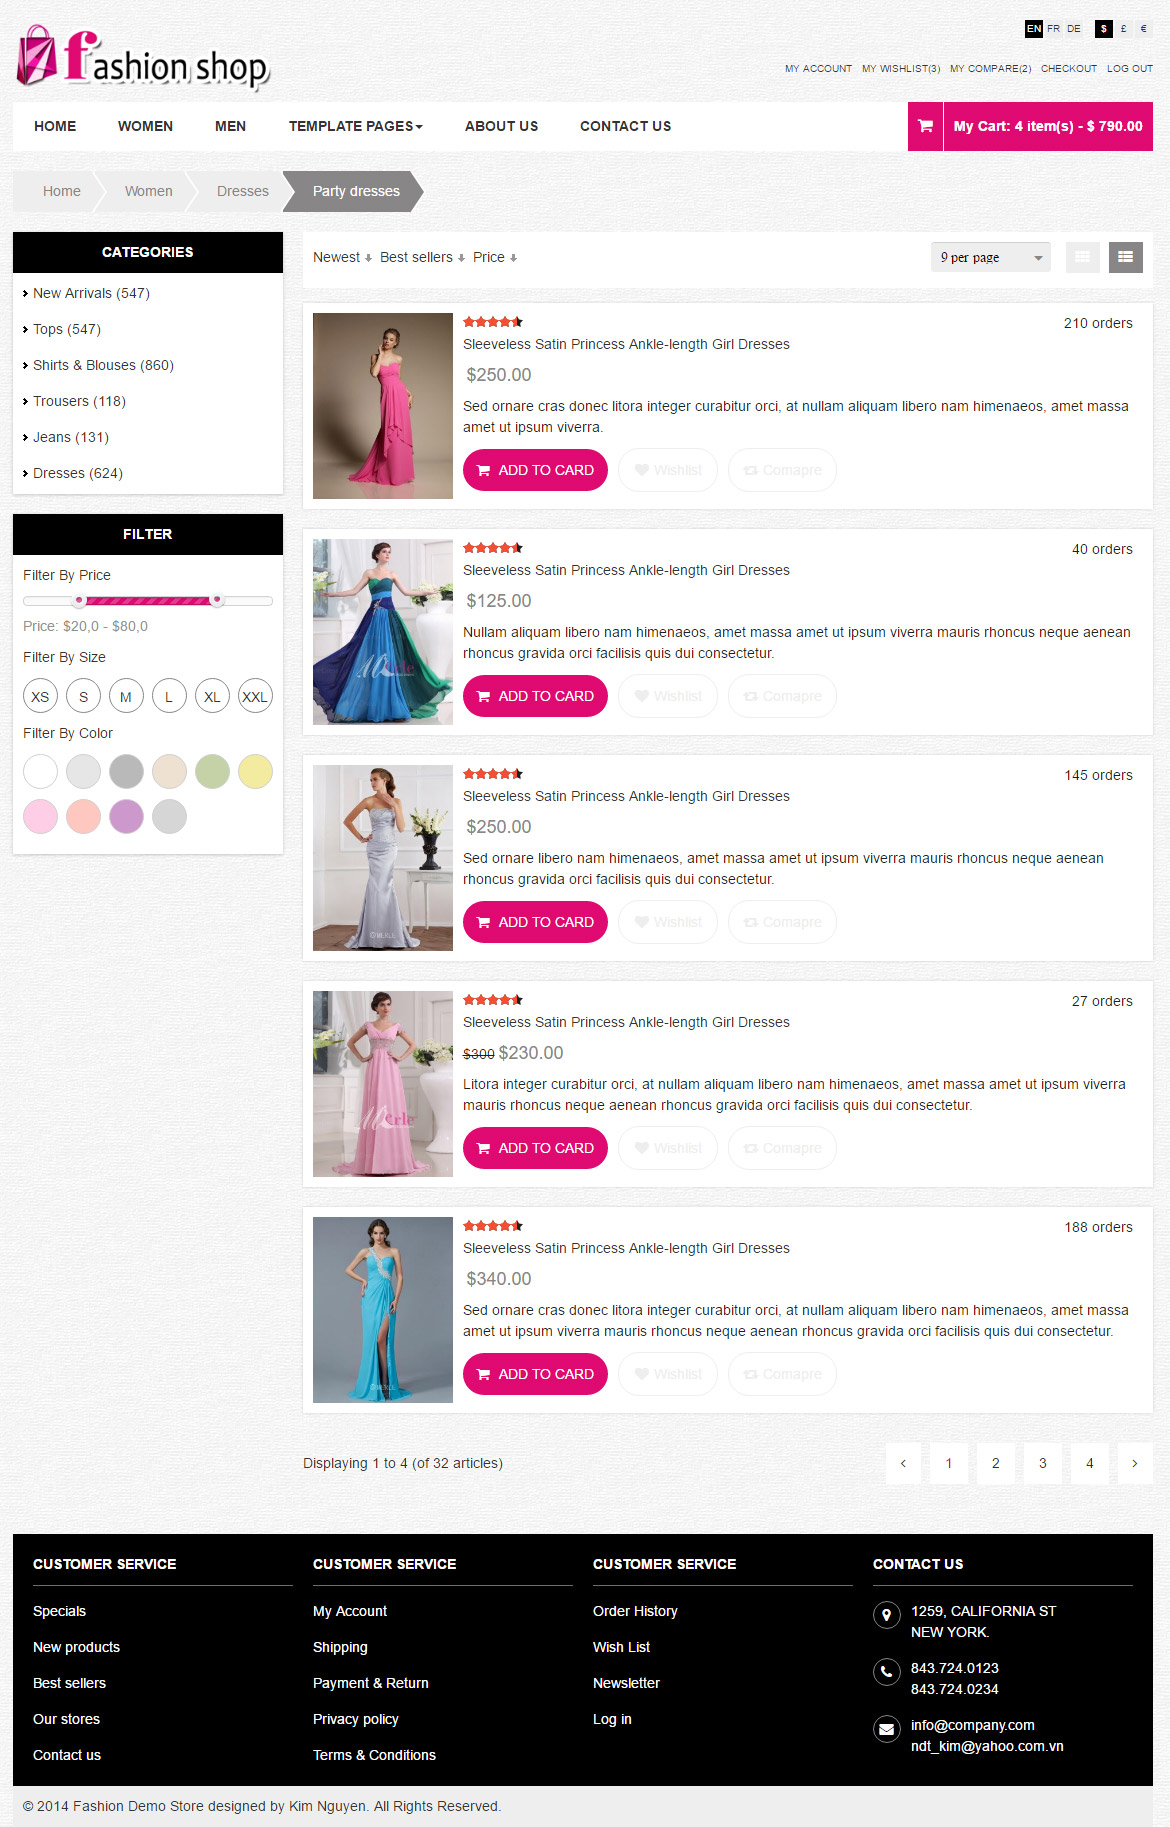 EN FR DE $ £ €
fashion shop
MY ACCOUNT MY WISHLIST(3) MY COMPARE(2) CHECKOUT LOG OUT
HOME WOMEN MEN TEMPLATE PAGES ABOUT US CONTACT US My Cart: 4 item(s) - $ 790.00
Home Women Dresses Party dresses
CATEGORIES
New Arrivals (547)
Tops (547)
Shirts & Blouses (860)
Trousers (118)
Jeans (131)
Dresses (624)
FILTER
Filter By Price
Price: $20,0 - $80,0
Filter By Size
XS S M L XL XXL
Filter By Color
Newest Best sellers Price 9 per page
210 orders
Sleeveless Satin Princess Ankle-length Girl Dresses
$250.00
Sed ornare cras donec litora integer curabitur orci, at nullam aliquam libero nam himenaeos, amet massa
amet ut ipsum viverra.
ADD TO CARD Wishlist Comapre
40 orders
Sleeveless Satin Princess Ankle-length Girl Dresses
$125.00
Nullam aliquam libero nam himenaeos, amet massa amet ut ipsum viverra mauris rhoncus neque aenean
rhoncus gravida orci facilisis quis dui consectetur.
ADD TO CARD Wishlist Comapre
145 orders
Sleeveless Satin Princess Ankle-length Girl Dresses
$250.00
Sed ornare libero nam himenaeos, amet massa amet ut ipsum viverra mauris rhoncus neque aenean
rhoncus gravida orci facilisis quis dui consectetur.
ADD TO CARD Wishlist Comapre
27 orders
Sleeveless Satin Princess Ankle-length Girl Dresses
$300 $230.00
Litora integer curabitur orci, at nullam aliquam libero nam himenaeos, amet massa amet ut ipsum viverra
mauris rhoncus neque aenean rhoncus gravida orci facilisis quis dui consectetur.
ADD TO CARD Wishlist Comapre
188 orders
Sleeveless Satin Princess Ankle-length Girl Dresses
$340.00
Sed ornare cras donec litora integer curabitur orci, at nullam aliquam libero nam himenaeos, amet massa
amet ut ipsum viverra mauris rhoncus neque aenean rhoncus gravida orci facilisis quis dui consectetur.
ADD TO CARD Wishlist Comapre
Displaying 1 to 4 (of 32 articles) ‹ 1 2 3 4 ›
CUSTOMER SERVICE
Specials
New products
Best sellers
Our stores
Contact us
CUSTOMER SERVICE
My Account
Shipping
Payment & Return
Privacy policy
Terms & Conditions
CUSTOMER SERVICE
Order History
Wish List
Newsletter
Log in
CONTACT US
1259, CALIFORNIA ST
NEW YORK.
843.724.0123
843.724.0234
info@company.com
ndt_kim@yahoo.com.vn
© 2014 Fashion Demo Store designed by Kim Nguyen. All Rights Reserved.